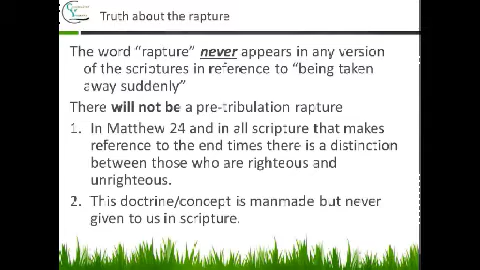 Truth about the rapture
The word “rapture” never appears in any version
of the scriptures in reference to “being taken
away suddenly”
There will not be a pre-tribulation rapture
1. In Matthew 24 and in all scripture that makes
reference to the end times there is a distinction
between those who are righteous and
unrighteous.
2. This doctrine/concept is manmade but never
given to us in scripture.